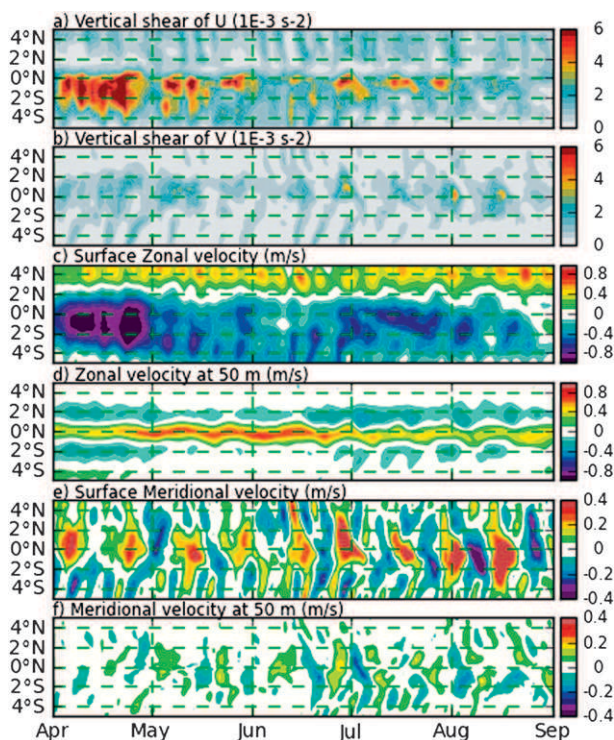 a) Vertical shear of U (1E-3 s-2)
4°N
2°N
0°N
2°S
4°S
6
4
2
0
b) Vertical shear of V (1E-3 s-2)
4°N
2°N
0°N
2°S
4°S
6
4
2
0
c) Surface Zonal velocity (m/s)
4°N
2°N
0°N
2°S
4°S
0.8
0.4
0
-0.4
-0.8
d) Zonal velocity at 50 m (m/s)
4°N
2°N
0°N
2°S
4°S
0.8
0.4
0
-0.4
-0.8
e) Surface Meridional velocity (m/s)
4°N
2°N
0°N
2°S
4°S
0.4
0.2
0
-0.2
-0.4
f) Meridional velocity at 50 m (m/s)
4°N
2°N
0°N
2°S
4°S
0.4
0.2
0
-0.2
-0.4
Apr May Jun Jul Aug Sep